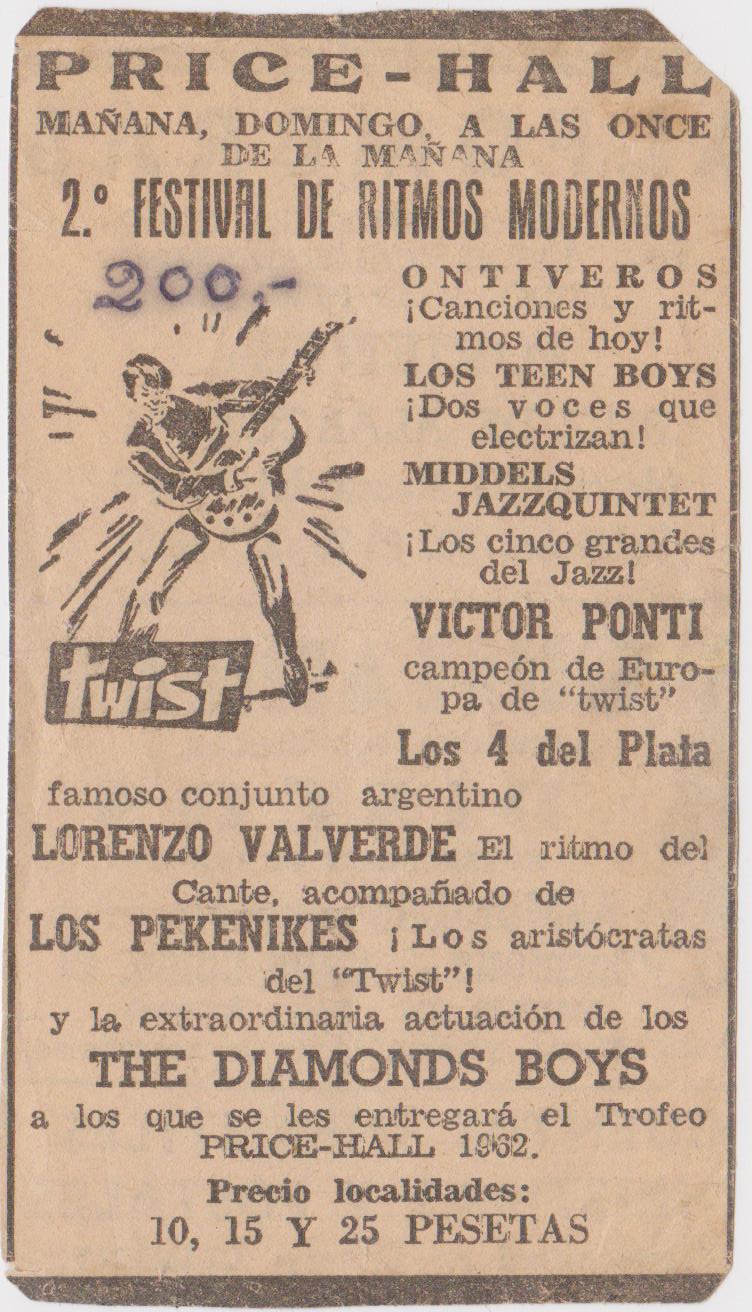 PRICE-HALL
MAÑANA, DOMINGO, A LAS ONCE
DE LA MAÑANA
2.º FESTIVAL DE RITMOS MODERNOS
200,-
ONTIVEROS
¡Canciones y rit-
mos de hoy!
LOS TEEN BOYS
¡Dos voces que
electrizan!
MIDDELS
JAZZQUINTET
¡Los cinco grandes
del Jazz!
VICTOR PONTI
campeón de Euro-
pa de “twist”
Los 4 del Plata
twist
famoso conjunto argentino
LORENZO VALVERDE El ritmo del
Cante, acompañado de
LOS PEKENIKES ¡Los aristócratas
del “Twist”!
y la extraordinaria actuación de los
THE DIAMONDS BOYS
a los que se les entregará el Trofeo
PRICE-HALL 1962.
Precio localidades:
10, 15 Y 25 PESETAS